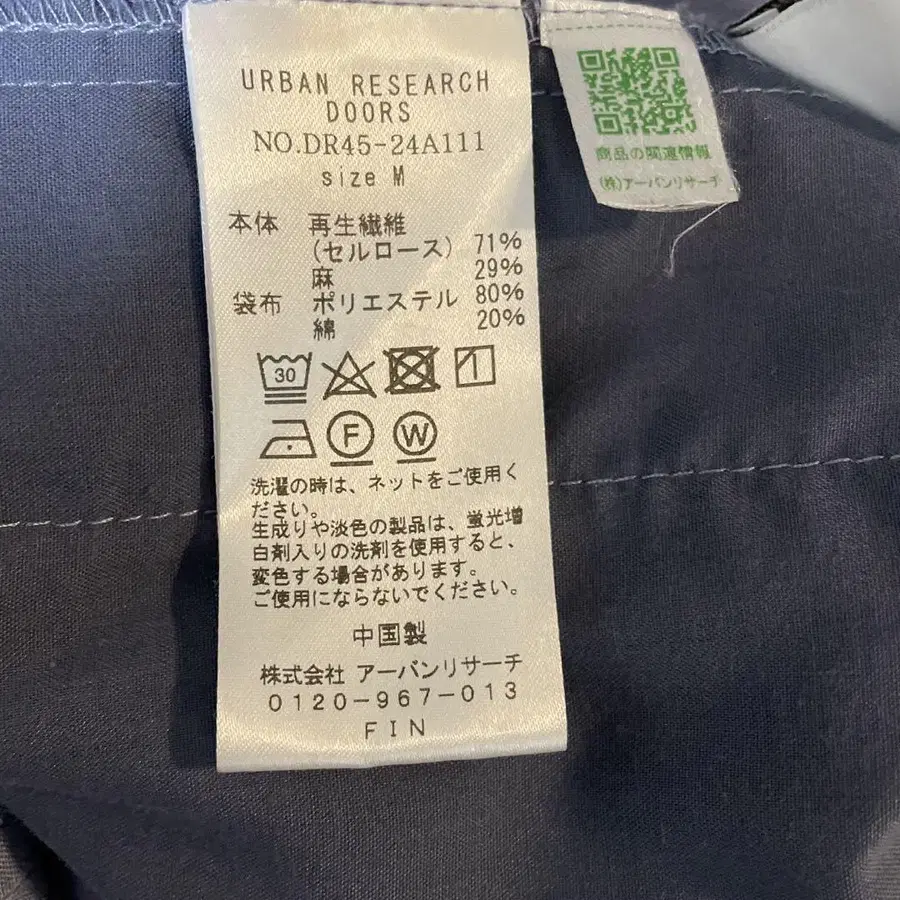 URBAN RESEARCH
DOORS
NO.DR45-24A111
size M
本体 再生繊維
(セルロース) 71%
麻 29%
袋布 ポリエステル 80%
綿 20%
30
F W
洗濯の時は、ネットをご使用く
ださい。
生成りや淡色の製品は、蛍光増
白剤入りの洗剤を使用すると、
変色する場合があります。
ご使用にならないでください。
中国製
株式会社 アーバンリサーチ
0120-967-013
FIN
商品の関連情報
(株)アーバンリサーチ